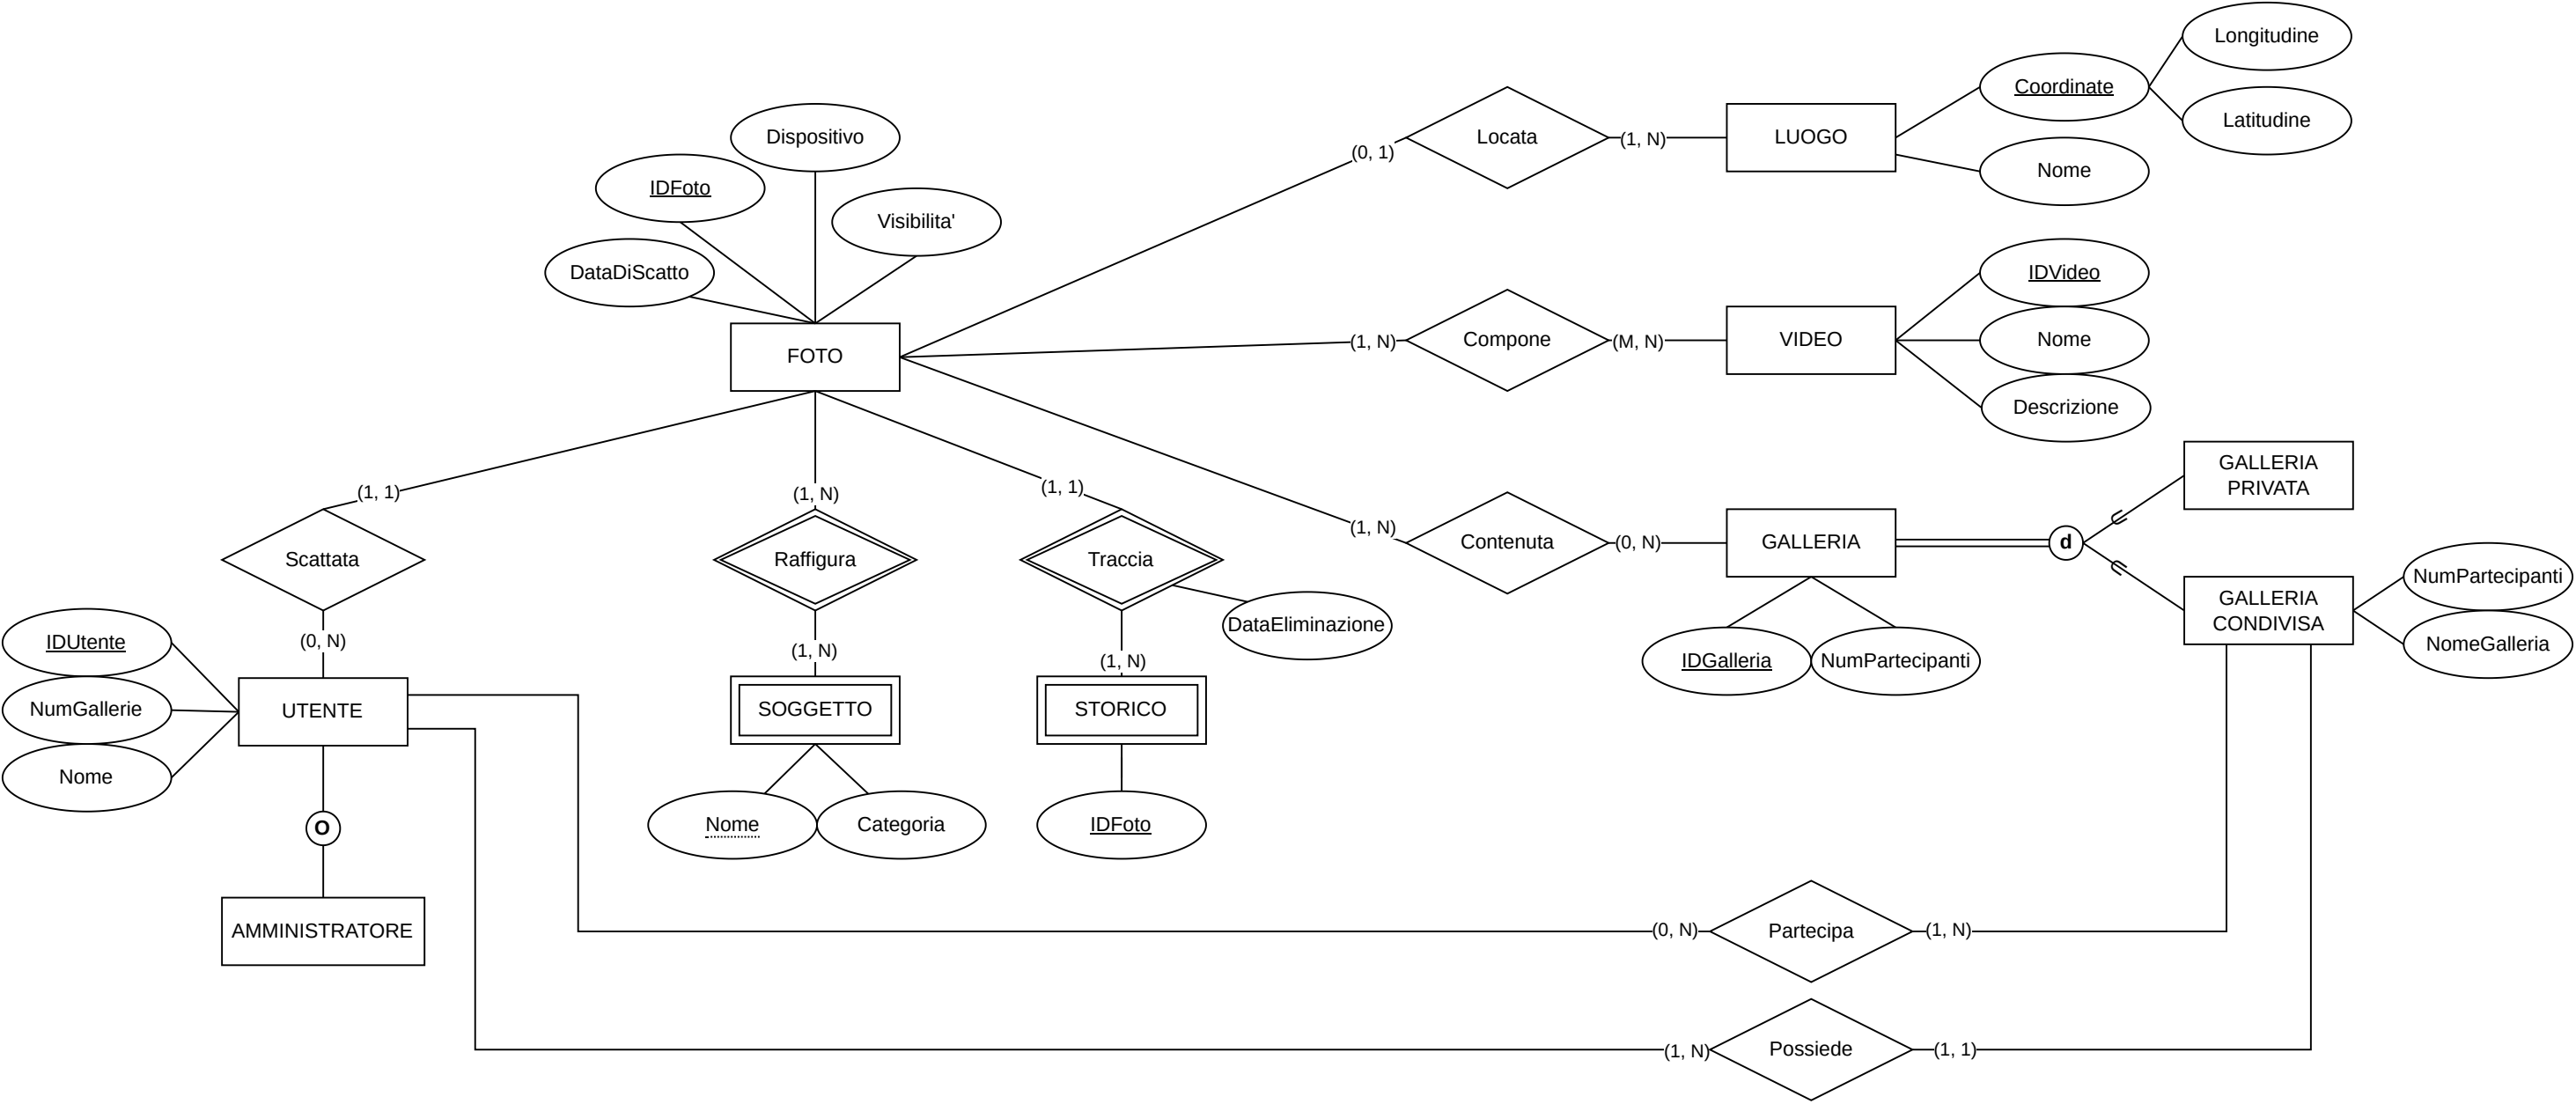 Longitudine
Coordinate
Latitudine
Dispositivo
Locata
(1, N)
LUOGO
(0, 1)
Nome
IDFoto
Visibilita'
DataDiScatto
IDVideo
FOTO
(1, N)
Compone
(M, N)
VIDEO
Nome
Descrizione
GALLERIA
PRIVATA
(1, 1)
(1, N)
(1, 1)
(1, N)
Contenuta
(0, N)
GALLERIA
d
Scattata
Raffigura
Traccia
NumPartecipanti
GALLERIA
CONDIVISA
DataEliminazione
(0, N)
(1, N)
(1, N)
IDGalleria
NumPartecipanti
NomeGalleria
IDUtente
NumGallerie
UTENTE
SOGGETTO
STORICO
Nome
O
Nome
Categoria
IDFoto
AMMINISTRATORE
(0, N)
Partecipa
(1, N)
(1, N)
Possiede
(1, 1)